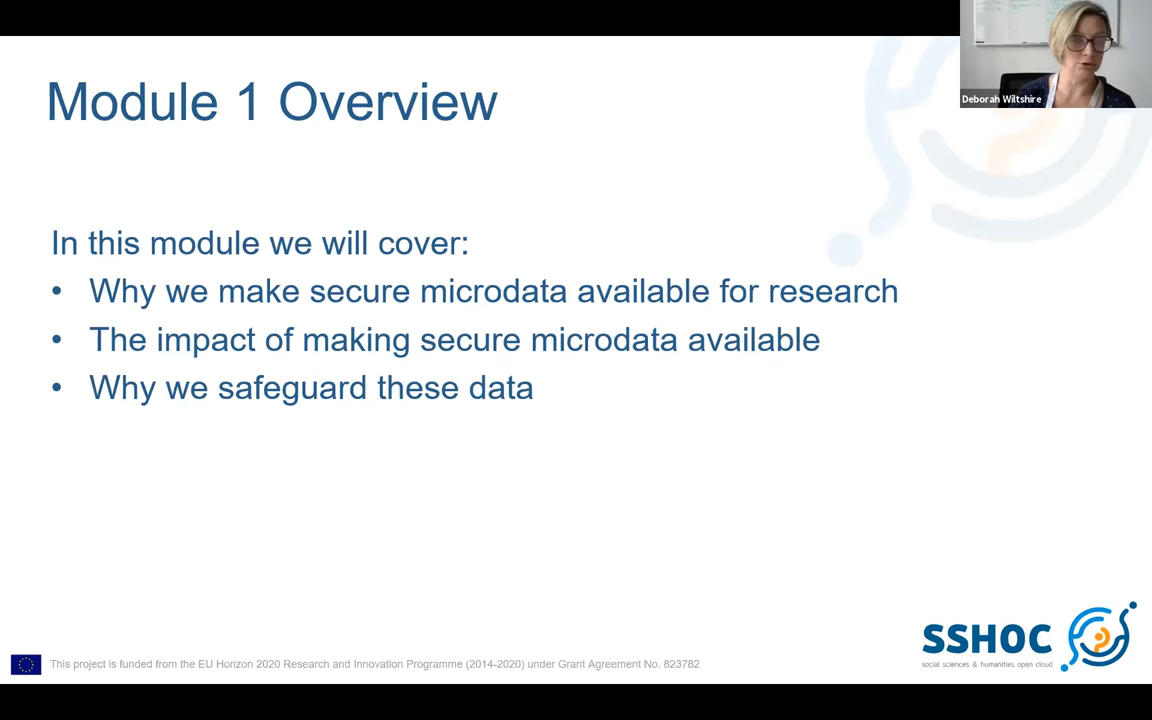 Module 1 Overview
Deborah Wiltshire
In this module we will cover:
• Why we make secure microdata available for research
• The impact of making secure microdata available
• Why we safeguard these data
SSHOC
social sciences & humanities open cloud
This project is funded from the EU Horizon 2020 Research and Innovation Programme (2014-2020) under Grant Agreement No. 823782